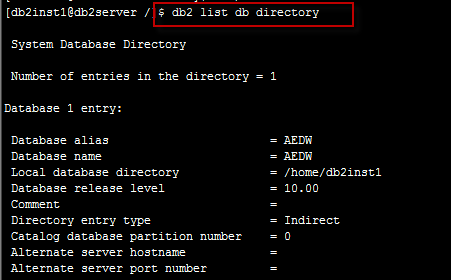 [db2inst1@db2server /]$ db2 list db directory
System Database Directory
Number of entries in the directory = 1
Database 1 entry:
Database alias = AEDW
Database name = AEDW
Local database directory = /home/db2inst1
Database release level = 10.00
Comment =
Directory entry type = Indirect
Catalog database partition number = 0
Alternate server hostname =
Alternate server port number =